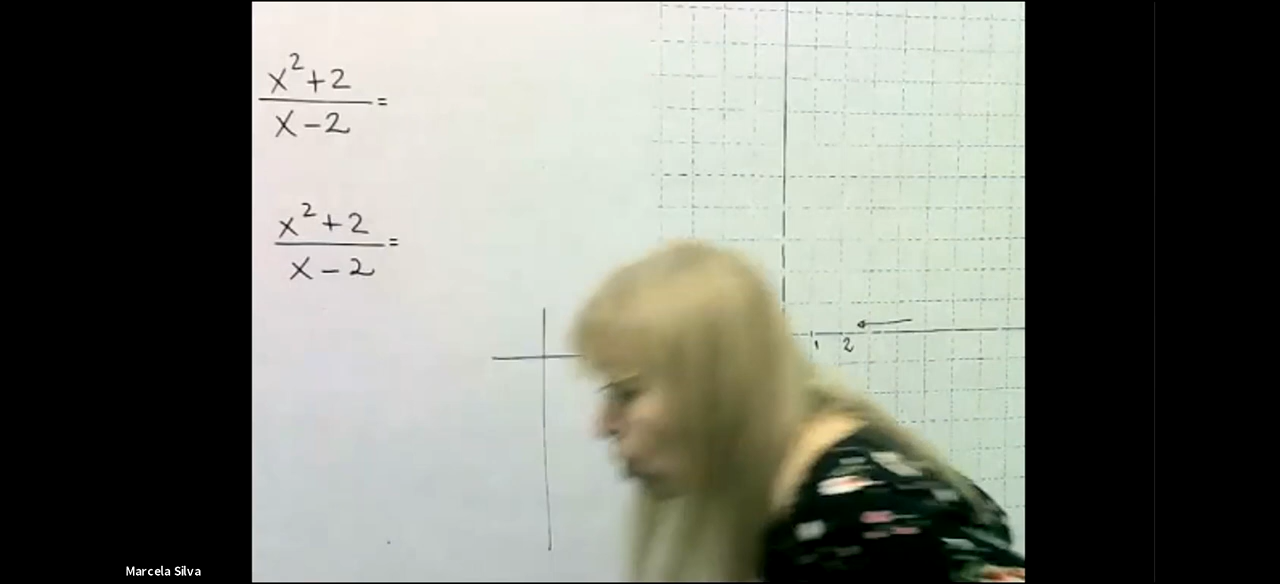 x²+2
x-2 =
x²+2
x-2 =
1 2
Marcela Silva